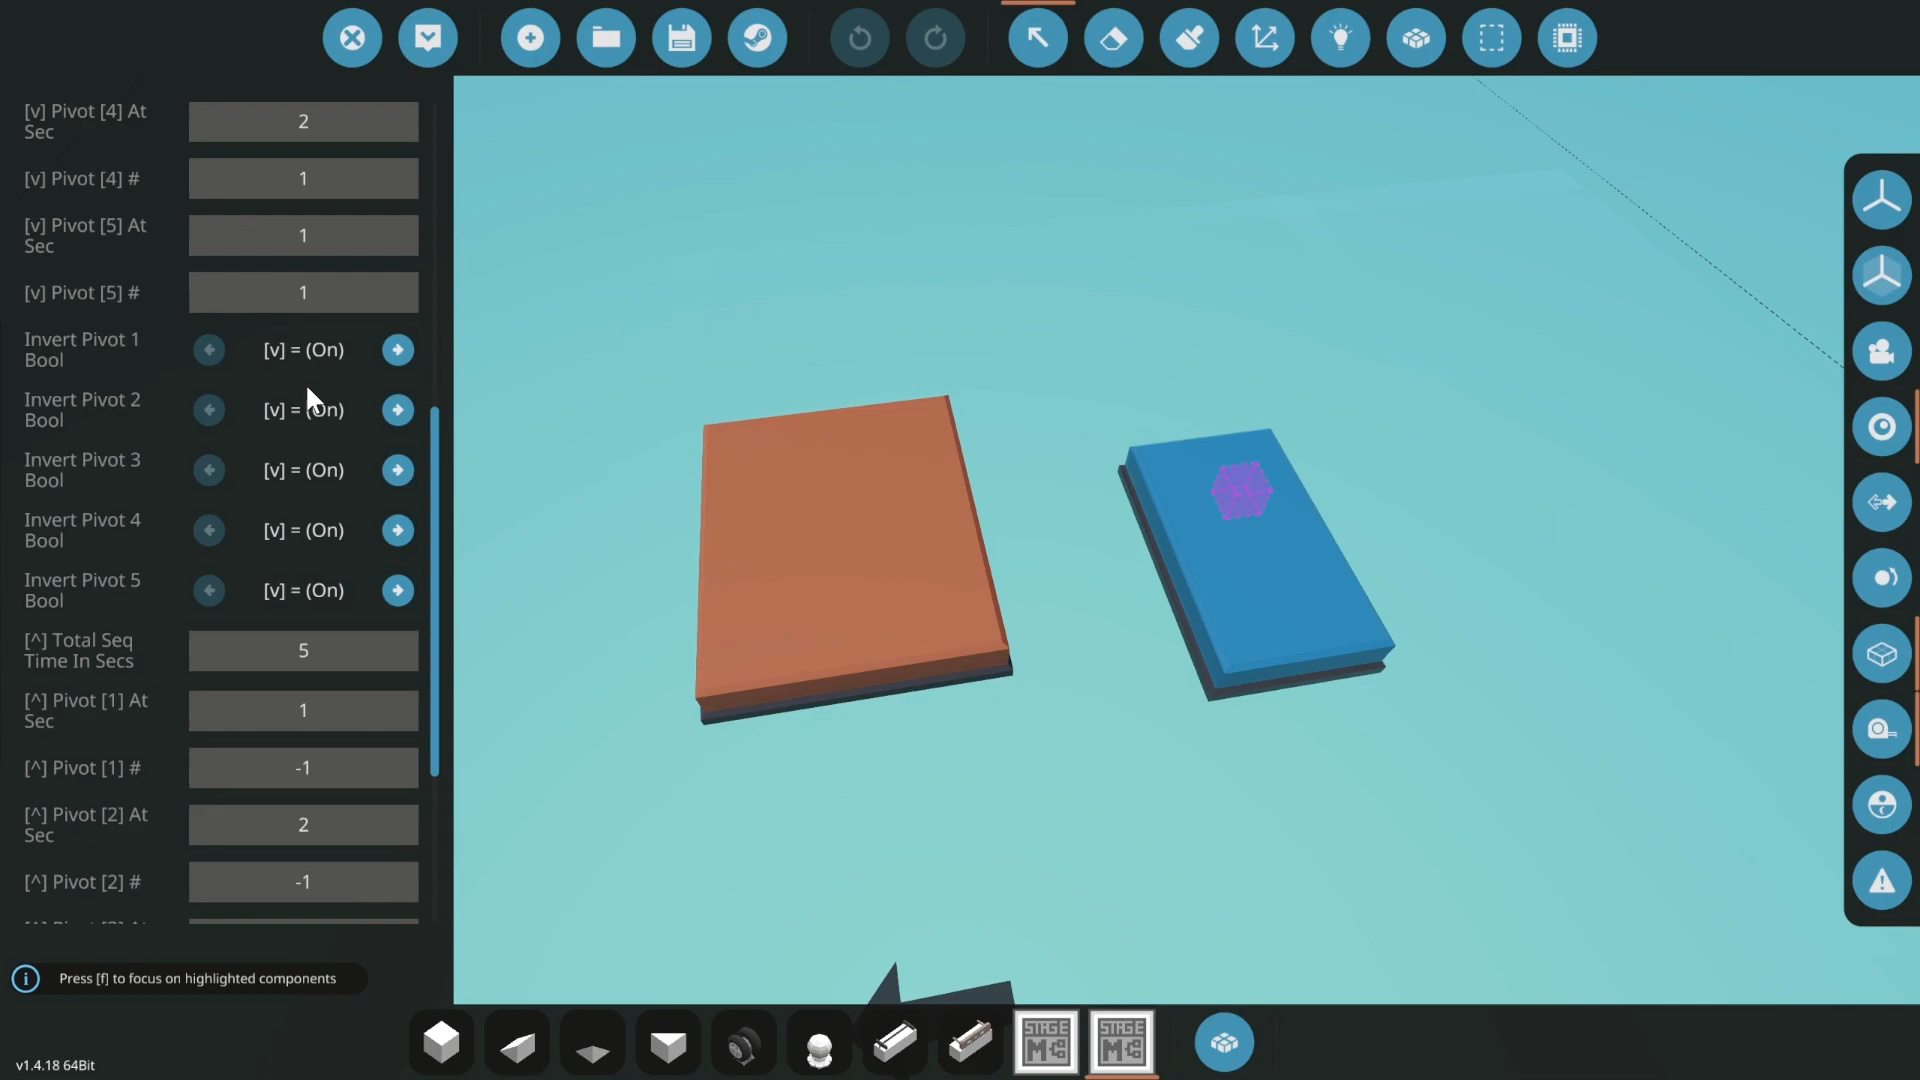 [v] Pivot [4] At
Sec
2
[v] Pivot [4] #
1
[v] Pivot [5] At
Sec
1
[v] Pivot [5] #
1
Invert Pivot 1
Bool
[v] = (On)
Invert Pivot 2
Bool
[v] = (On)
Invert Pivot 3
Bool
[v] = (On)
Invert Pivot 4
Bool
[v] = (On)
Invert Pivot 5
Bool
[v] = (On)
[^] Total Seq
Time In Secs
5
[^] Pivot [1] At
Sec
1
[^] Pivot [1] #
-1
[^] Pivot [2] At
Sec
2
[^] Pivot [2] #
-1
Press [f] to focus on highlighted components
STAGE
STAGE
v1.4.18 64Bit